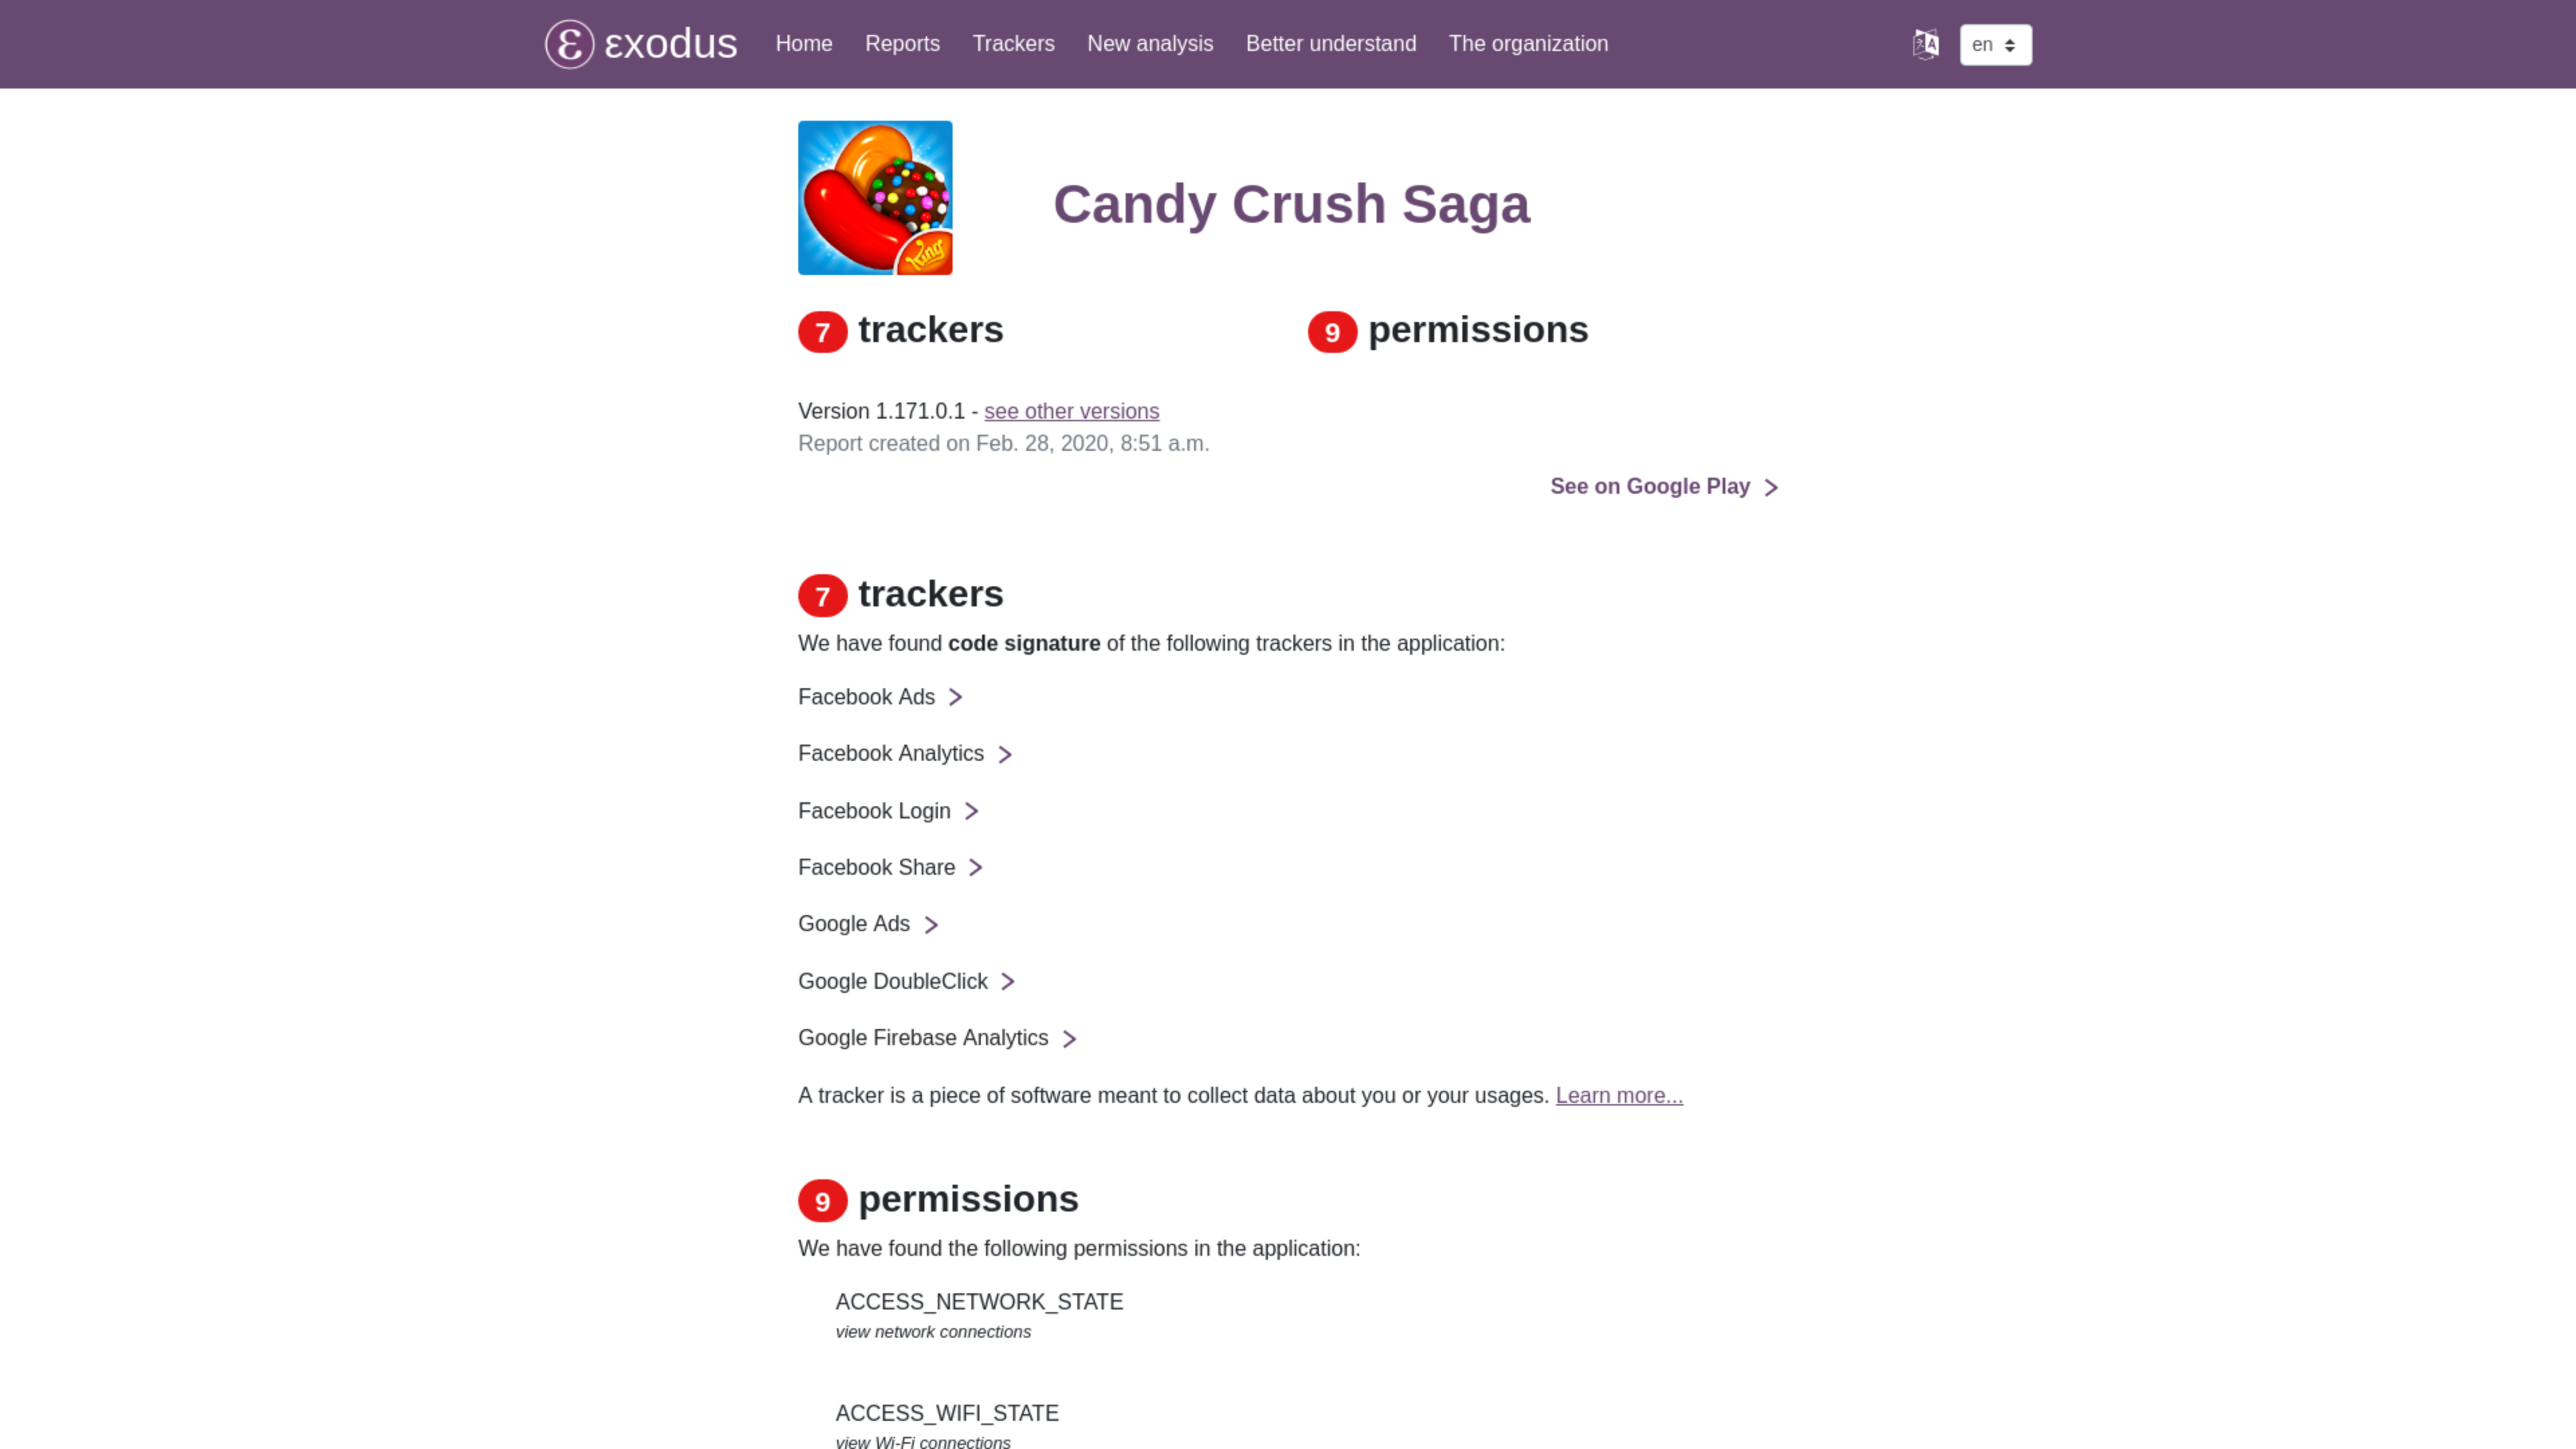 εxodus Home Reports Trackers New analysis Better understand The organization en
King
Candy Crush Saga
7 trackers 9 permissions
Version 1.171.0.1 - see other versions
Report created on Feb. 28, 2020, 8:51 a.m.
See on Google Play
7 trackers
We have found code signature of the following trackers in the application:
Facebook Ads
Facebook Analytics
Facebook Login
Facebook Share
Google Ads
Google DoubleClick
Google Firebase Analytics
A tracker is a piece of software meant to collect data about you or your usages. Learn more...
9 permissions
We have found the following permissions in the application:
ACCESS_NETWORK_STATE
view network connections
ACCESS_WIFI_STATE
view Wi-Fi connections